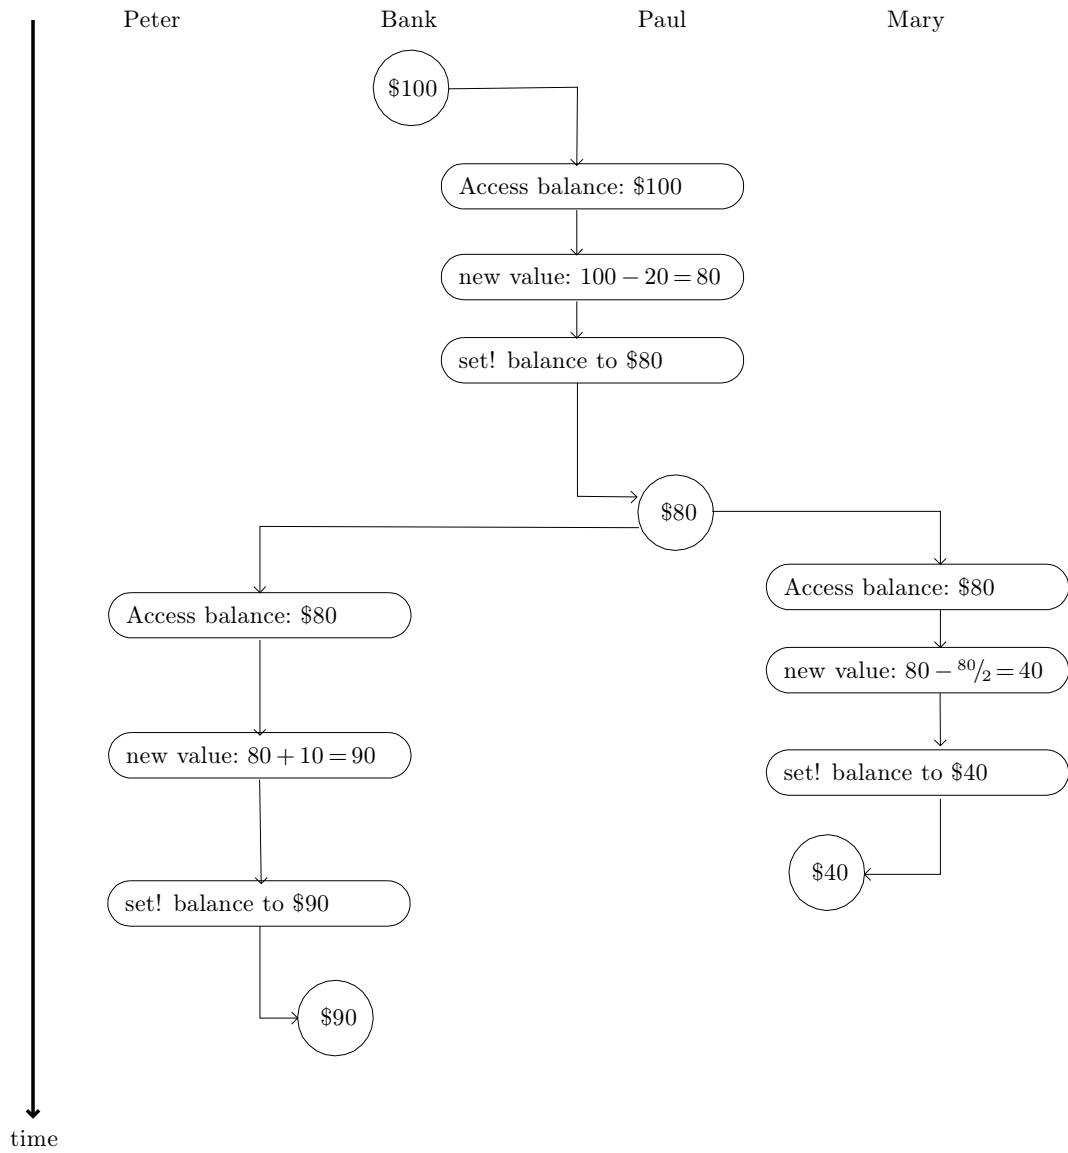 Peter Bank Paul Mary
$100
Access balance: $100
new value: 100 − 20 = 80
set! balance to $80
$80
Access balance: $80
Access balance: $80
new value: 80 − 80/2 = 40
new value: 80 + 10 = 90
set! balance to $40
$40
set! balance to $90
$90
time